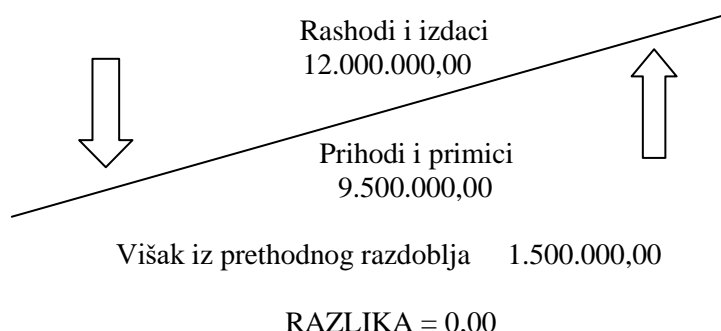 Rashodi i izdaci
12.000.000,00
Prihodi i primici
9.500.000,00
Višak iz prethodnog razdoblja 1.500.000,00
RAZLIKA = 0,00